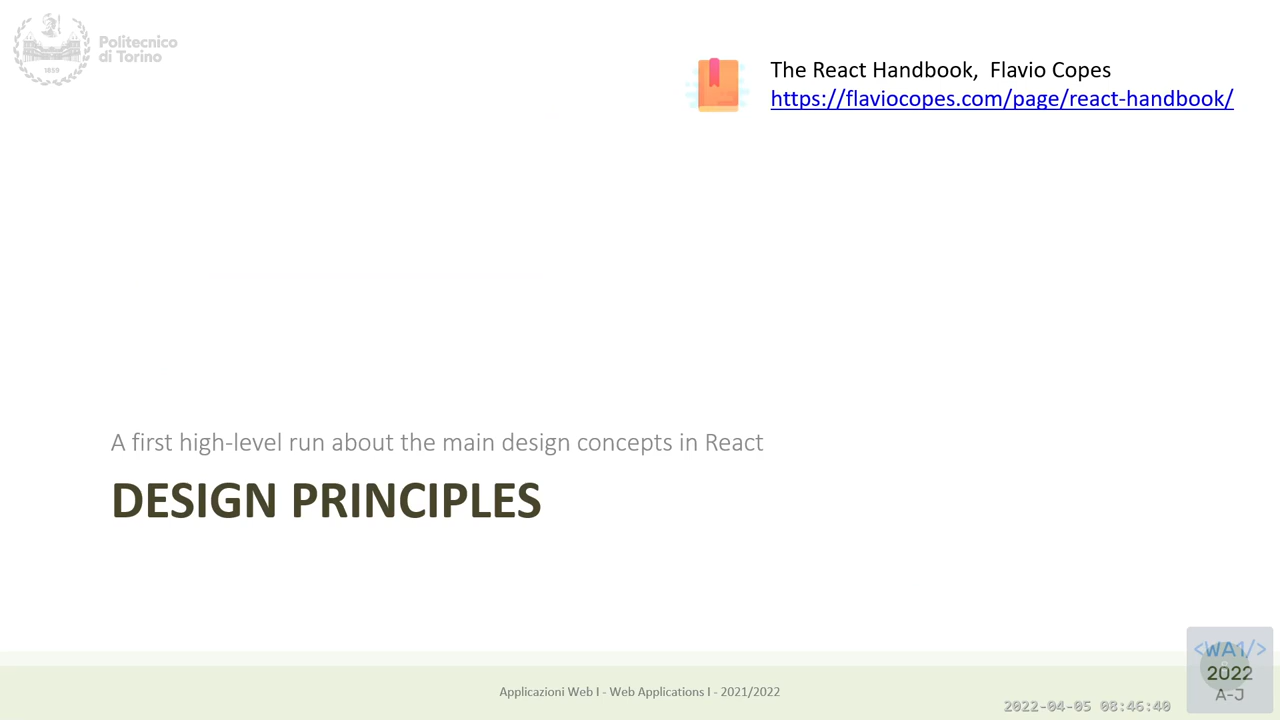 Politecnico
di Torino
1859
The React Handbook, Flavio Copes
https://flaviocopes.com/page/react-handbook/
A first high-level run about the main design concepts in React
DESIGN PRINCIPLES
Applicazioni Web I - Web Applications I - 2021/2022
2022-04-05 08:46:40
<WA1/>
2022
A-J